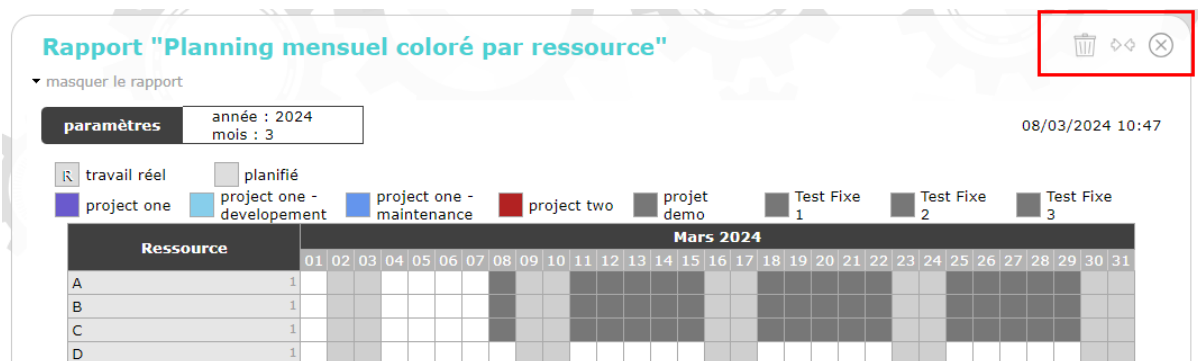 Rapport "Planning mensuel coloré par ressource"
masquer le rapport
paramètres
année : 2024
mois : 3
08/03/2024 10:47
R travail réel planifié
project one
project one -
developement
project one -
maintenance
project two
projet
demo
Test Fixe
1
Test Fixe
2
Test Fixe
3
Ressource
Mars 2024
01 02 03 04 05 06 07 08 09 10 11 12 13 14 15 16 17 18 19 20 21 22 23 24 25 26 27 28 29 30 31
A 1
B 1
C 1
D 1